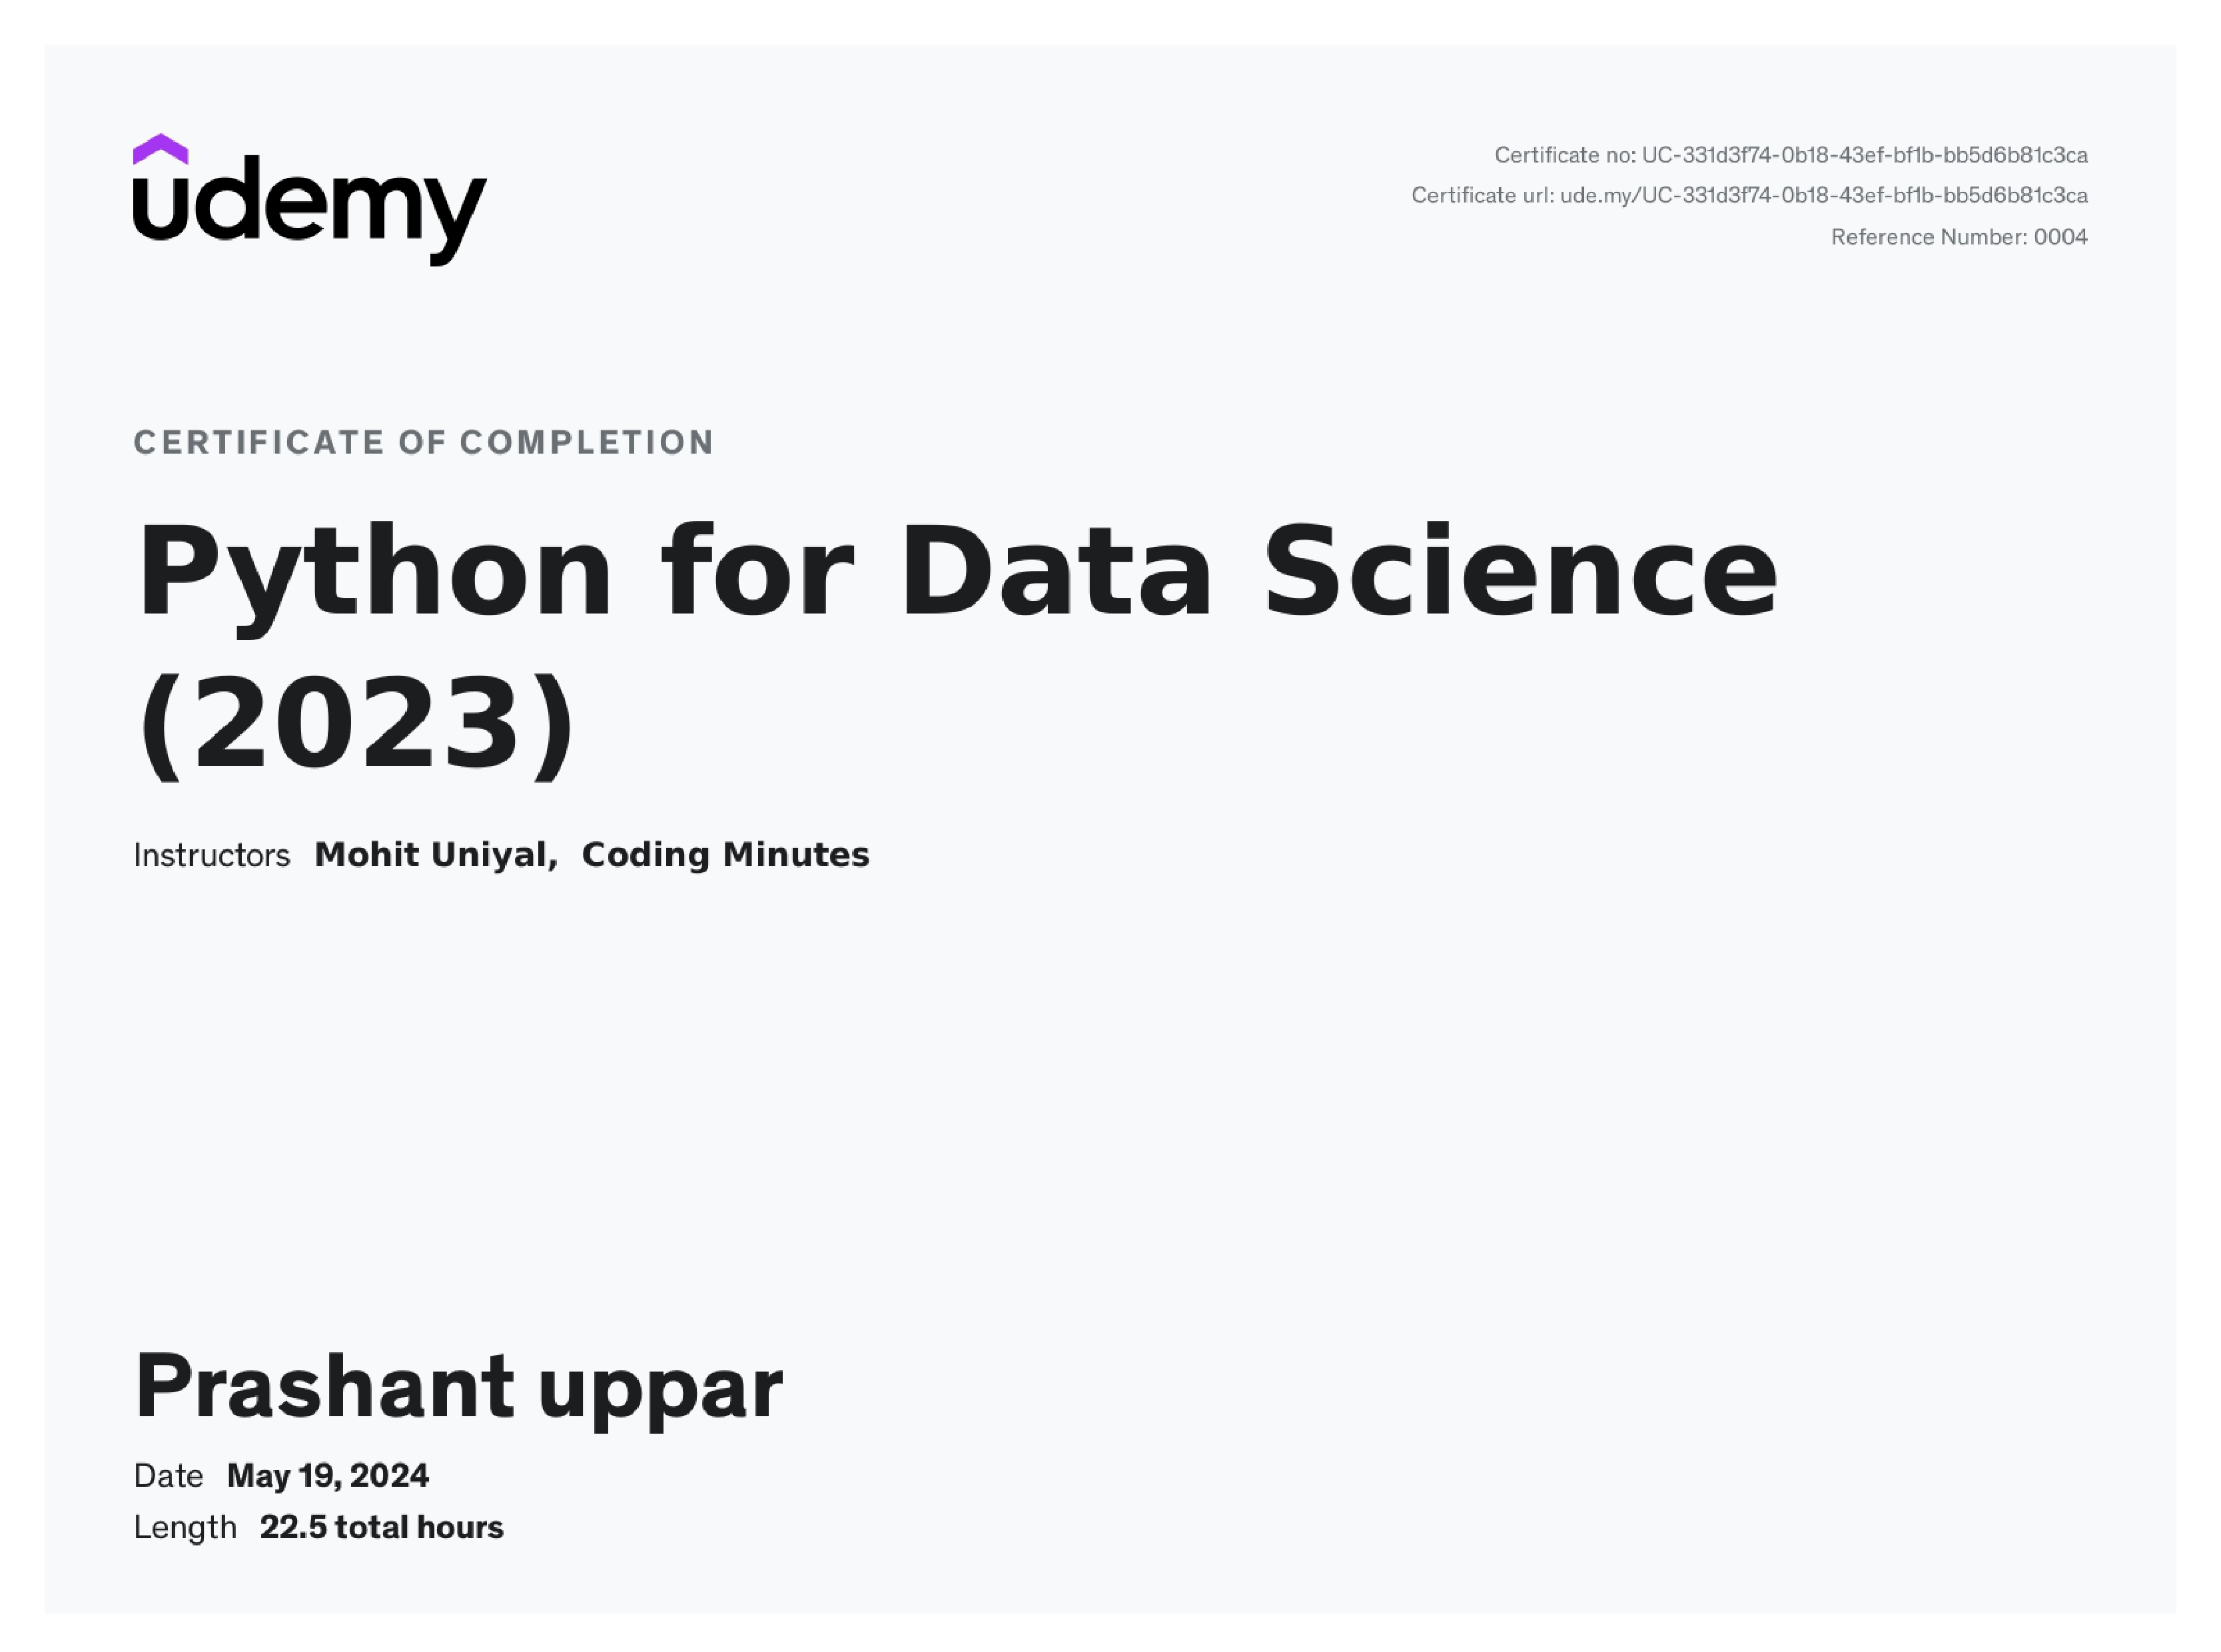 udemy
Certificate no: UC-331d3f74-0b18-43ef-bf1b-bb5d6b81c3ca
Certificate url: ude.my/UC-331d3f74-0b18-43ef-bf1b-bb5d6b81c3ca
Reference Number: 0004
CERTIFICATE OF COMPLETION
Python for Data Science
(2023)
Instructors Mohit Uniyal, Coding Minutes
Prashant uppar
Date May 19, 2024
Length 22.5 total hours